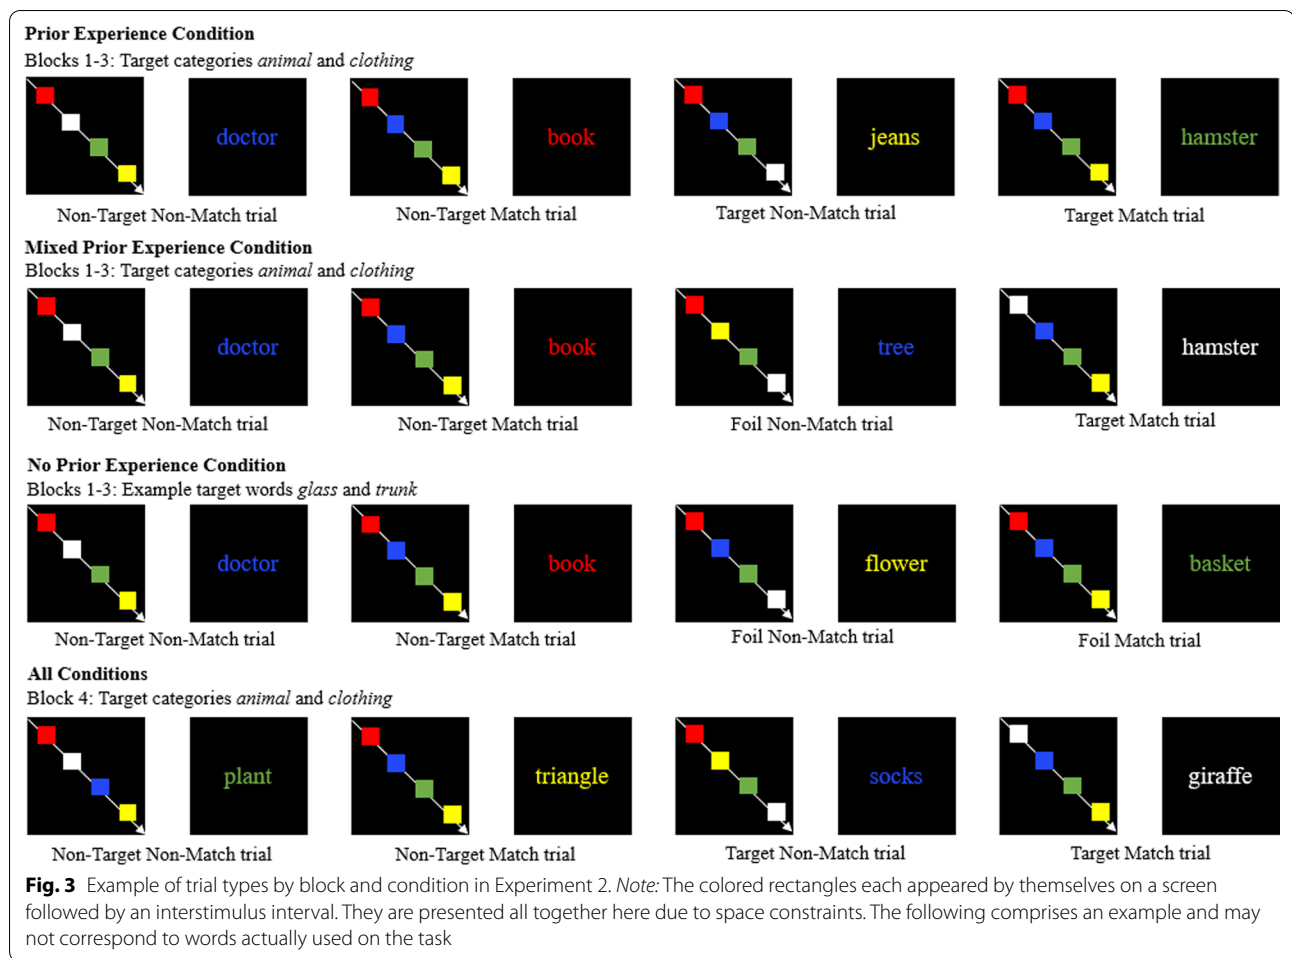 Prior Experience Condition
Blocks 1-3: Target categories animal and clothing
doctor
book
jeans
hamster
Non-Target Non-Match trial
Non-Target Match trial
Target Non-Match trial
Target Match trial
Mixed Prior Experience Condition
Blocks 1-3: Target categories animal and clothing
doctor
book
tree
hamster
Non-Target Non-Match trial
Non-Target Match trial
Foil Non-Match trial
Target Match trial
No Prior Experience Condition
Blocks 1-3: Example target words glass and trunk
doctor
book
flower
basket
Non-Target Non-Match trial
Non-Target Match trial
Foil Non-Match trial
Foil Match trial
All Conditions
Block 4: Target categories animal and clothing
plant
triangle
socks
giraffe
Non-Target Non-Match trial
Non-Target Match trial
Target Non-Match trial
Target Match trial
Fig. 3 Example of trial types by block and condition in Experiment 2. Note: The colored rectangles each appeared by themselves on a screen
followed by an interstimulus interval. They are presented all together here due to space constraints. The following comprises an example and may
not correspond to words actually used on the task